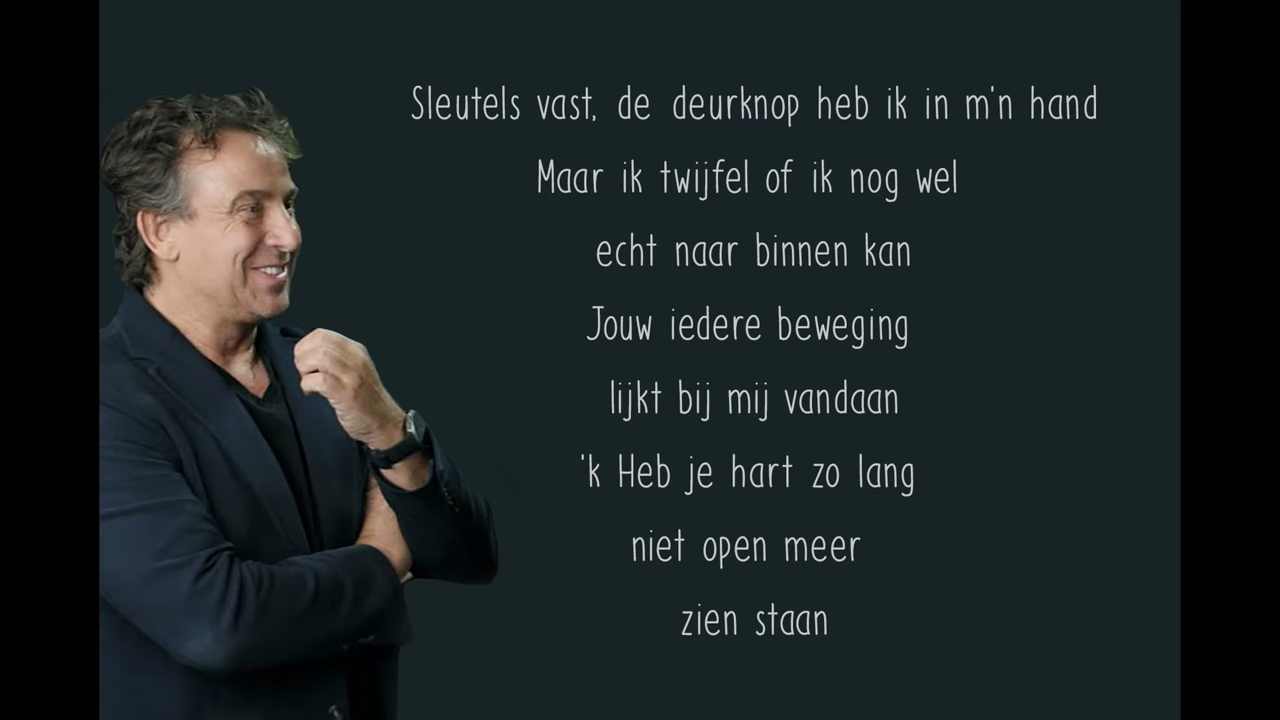 Sleutels vast, de deurknop heb ik in m'n hand
Maar ik twijfel of ik nog wel
echt naar binnen kan
Jouw iedere beweging
lijkt bij mij vandaan
'k Heb je hart zo lang
niet open meer
zien staan